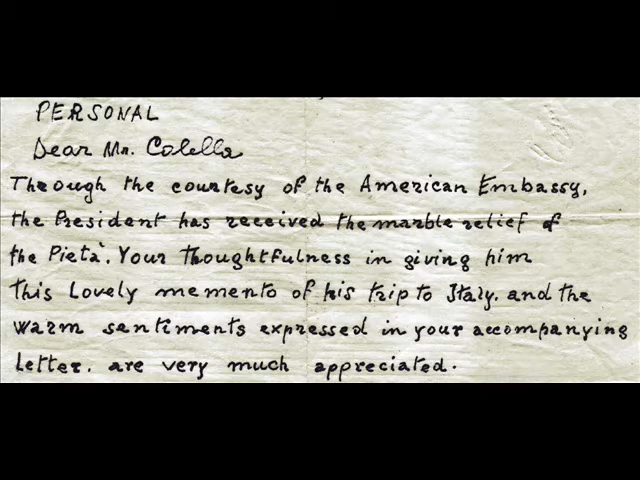 PERSONAL
Dear Mr. Colella
Through the courtesy of the American Embassy,
the President has received the marble relief of
the Pietà. Your thoughtfulness in giving him
this Lovely memento of his trip to Italy. and the
warm sentiments expressed in your accompanying
Letter. are very much appreciated.